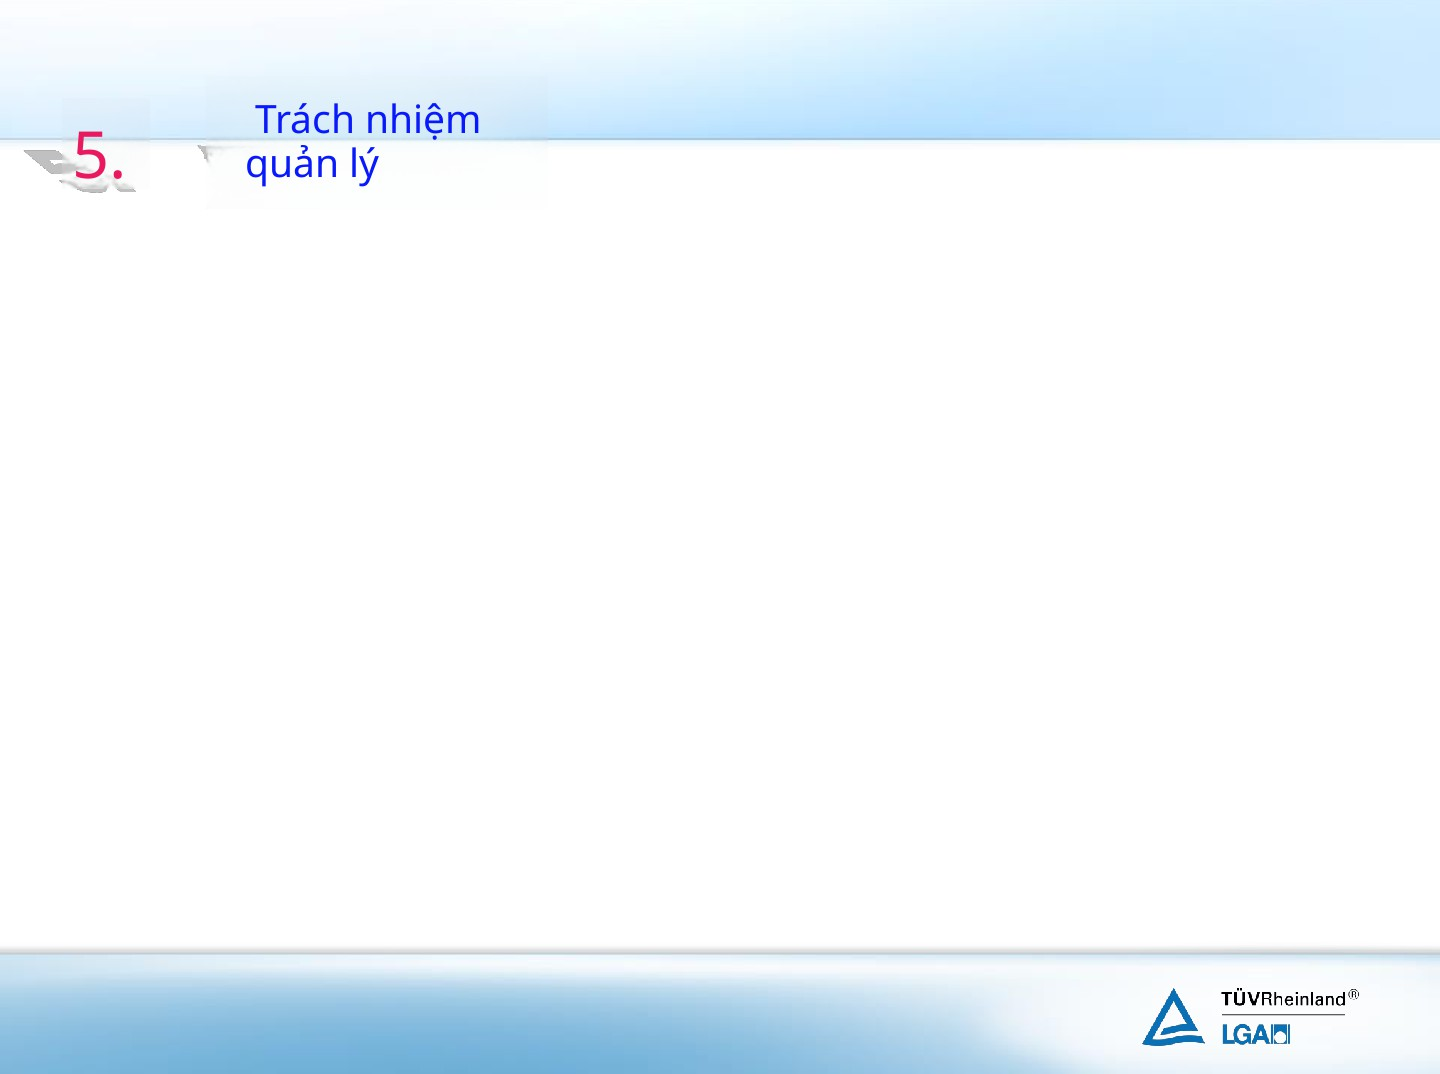 5.
Trách nhiệm
quản lý
TÜVRheinland®
LGA